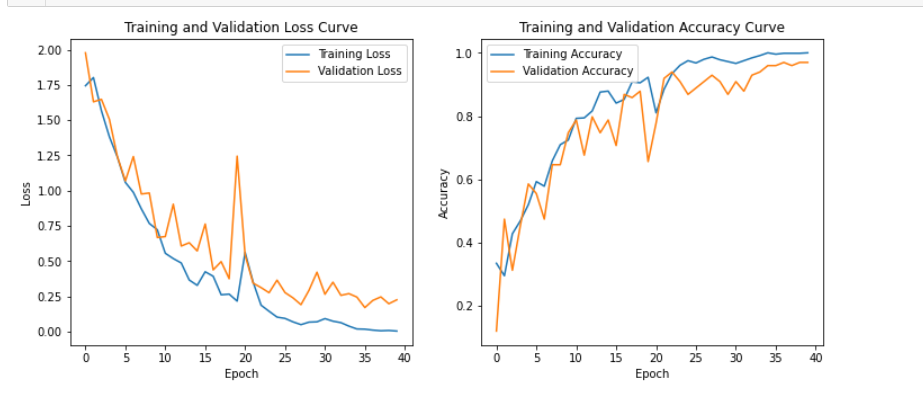 Training and Validation Loss Curve
2.00
1.75
1.50
1.25
1.00
0.75
0.50
0.25
0.00
Loss
Training Loss
Validation Loss
0 5 10 15 20 25 30 35 40
Epoch
Training and Validation Accuracy Curve
1.0
0.8
0.6
0.4
0.2
Accuracy
Training Accuracy
Validation Accuracy
0 5 10 15 20 25 30 35 40
Epoch